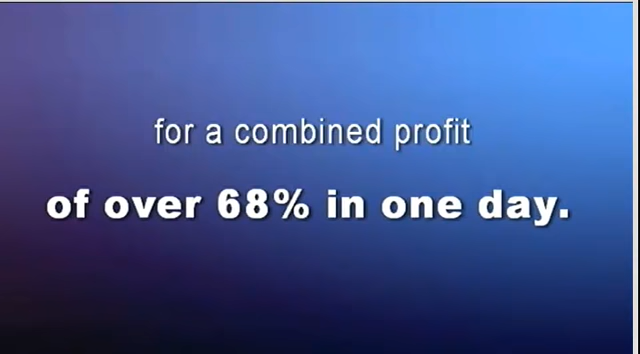 for a combined profit
of over 68% in one day.